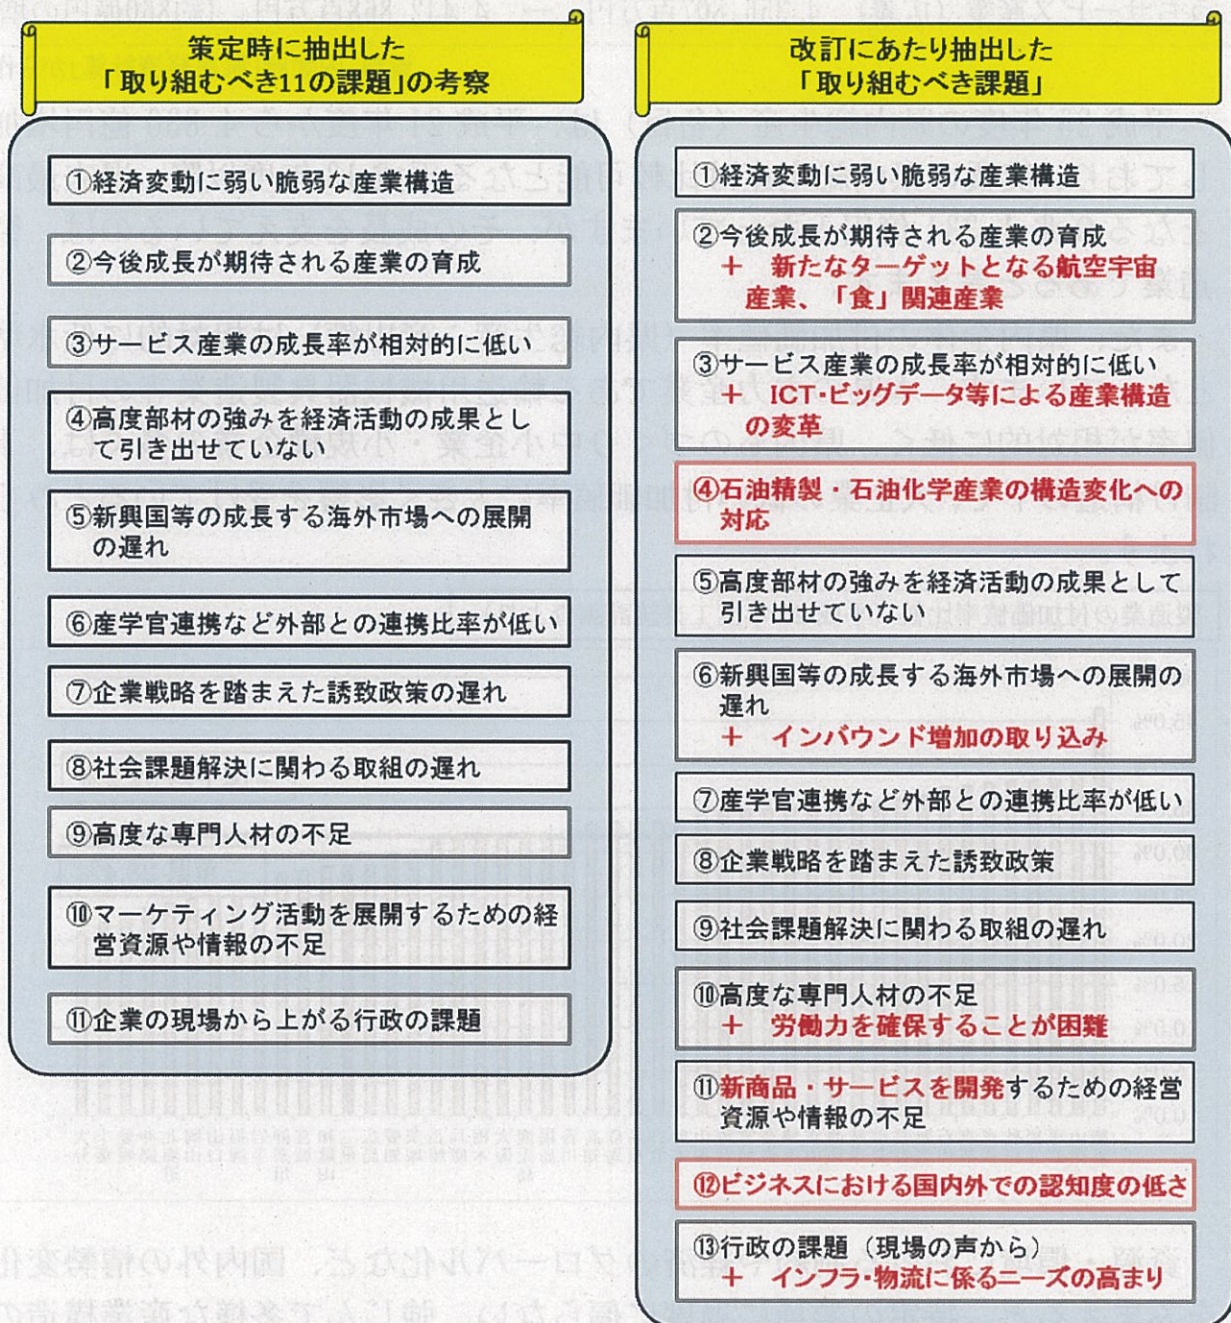 策定時に抽出した
「取り組むべき11の課題」の考察
①経済変動に弱い脆弱な産業構造
②今後成長が期待される産業の育成
③サービス産業の成長率が相対的に低い
④高度部材の強みを経済活動の成果とし
て引き出せていない
⑤新興国等の成長する海外市場への展開
の遅れ
⑥産学官連携など外部との連携比率が低い
⑦企業戦略を踏まえた誘致政策の遅れ
⑧社会課題解決に関わる取組の遅れ
⑨高度な専門人材の不足
⑩マーケティング活動を展開するための経
営資源や情報の不足
⑪企業の現場から上がる行政の課題
改訂にあたり抽出した
「取り組むべき課題」
①経済変動に弱い脆弱な産業構造
②今後成長が期待される産業の育成
＋ 新たなターゲットとなる航空宇宙
産業、「食」関連産業
③サービス産業の成長率が相対的に低い
＋ ICT・ビッグデータ等による産業構造
の変革
④石油精製・石油化学産業の構造変化への
対応
⑤高度部材の強みを経済活動の成果として
引き出せていない
⑥新興国等の成長する海外市場への展開の
遅れ
＋ インバウンド増加の取り込み
⑦産学官連携など外部との連携比率が低い
⑧企業戦略を踏まえた誘致政策
⑨社会課題解決に関わる取組の遅れ
⑩高度な専門人材の不足
＋ 労働力を確保することが困難
⑪新商品・サービスを開発するための経営
資源や情報の不足
⑫ビジネスにおける国内外での認知度の低さ
⑬行政の課題（現場の声から）
＋ インフラ・物流に係るニーズの高まり